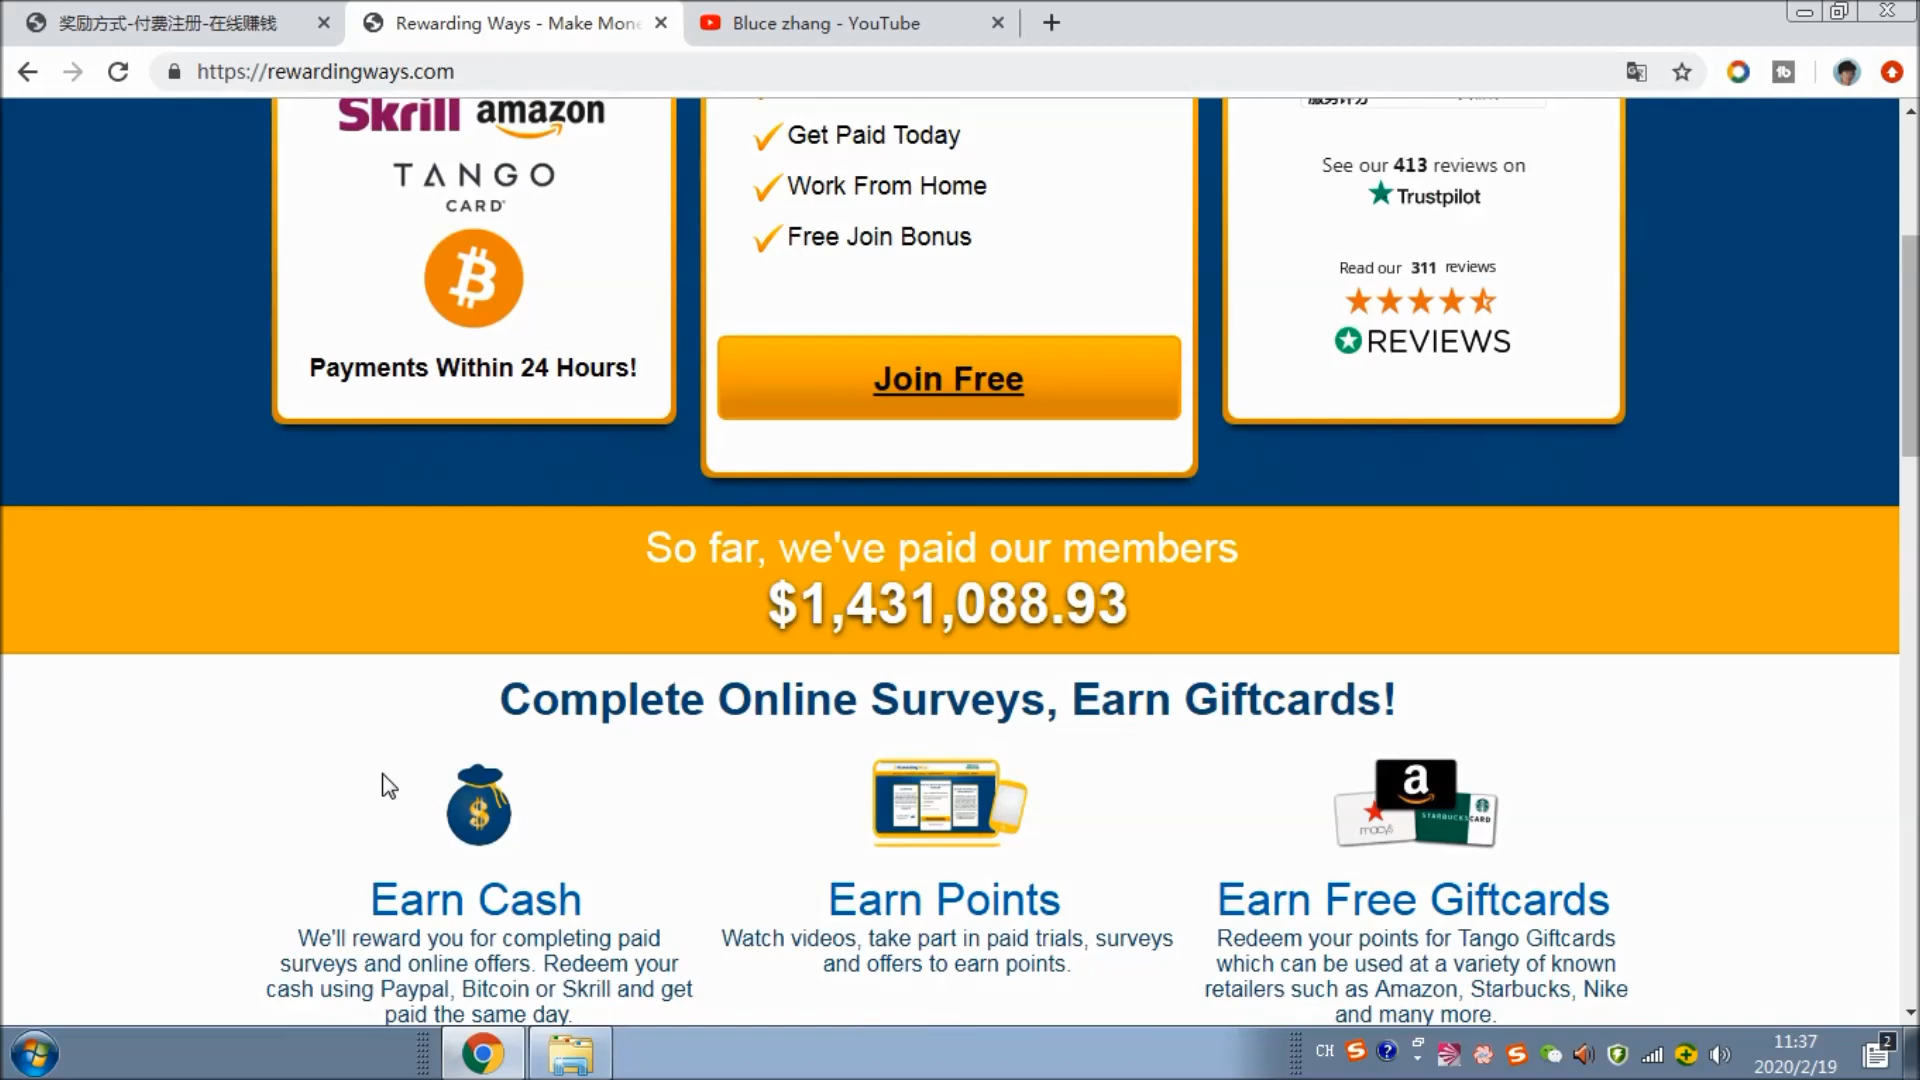 奖励方式-付费注册-在线赚钱
Rewarding Ways - Make Mone
Bluce zhang - YouTube
https://rewardingways.com
Skrill amazon
TANGO
CARD
Payments Within 24 Hours!
Get Paid Today
Work From Home
Free Join Bonus
Join Free
See our 413 reviews on
Trustpilot
Read our 311 reviews
REVIEWS
So far, we've paid our members
$1,431,088.93
Complete Online Surveys, Earn Giftcards!
macy's
a
STARBUCKS CARD
Earn Cash
We'll reward you for completing paid
surveys and online offers. Redeem your
cash using Paypal, Bitcoin or Skrill and get
paid the same day.
Earn Points
Watch videos, take part in paid trials, surveys
and offers to earn points.
Earn Free Giftcards
Redeem your points for Tango Giftcards
which can be used at a variety of known
retailers such as Amazon, Starbucks, Nike
and many more.
CH
11:37
2020/2/19
2